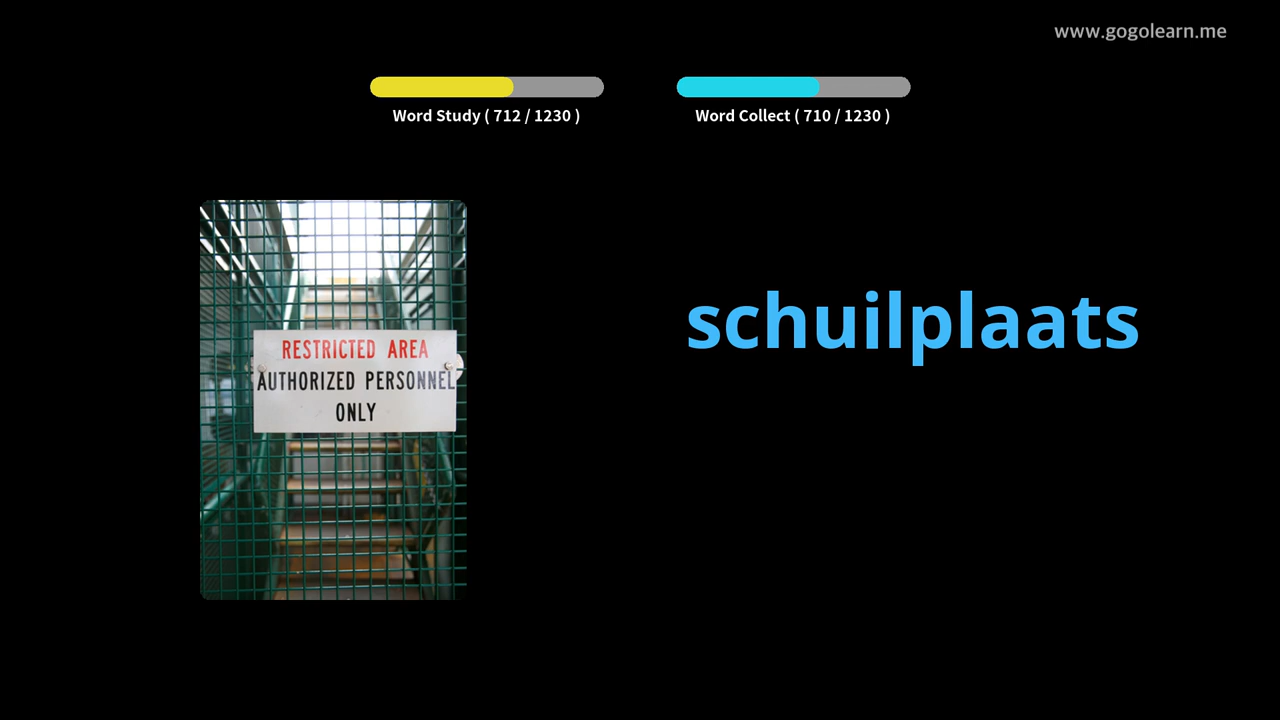 www.gogolearn.me
Word Study ( 712 / 1230 )
Word Collect ( 710 / 1230 )
RESTRICTED AREA
AUTHORIZED PERSONNEL
ONLY
schuilplaats